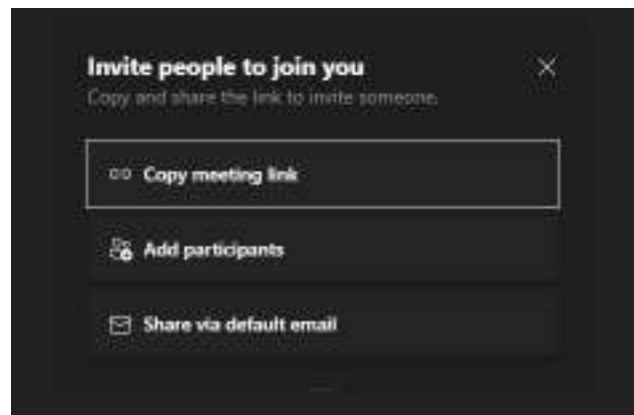 Invite people to join you
Copy and share the link to invite someone.
Copy meeting link
Add participants
Share via default email